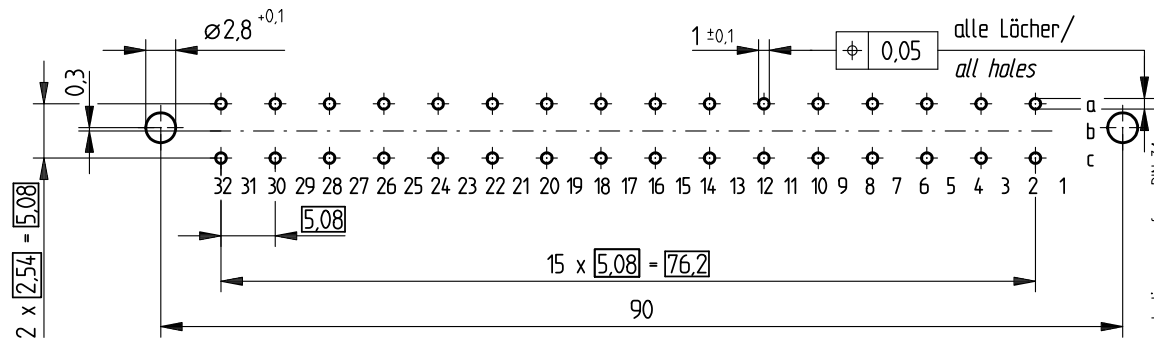 ⌀2,8 +0,1
1 ±0,1
⌖ 0,05
alle Löcher/
all holes
0,3
a
b
c
32 31 30 29 28 27 26 25 24 23 22 21 20 19 18 17 16 15 14 13 12 11 10 9 8 7 6 5 4 3 2 1
5,08
2 x 2,54 = 5,08
15 x 5,08 = 76,2
90